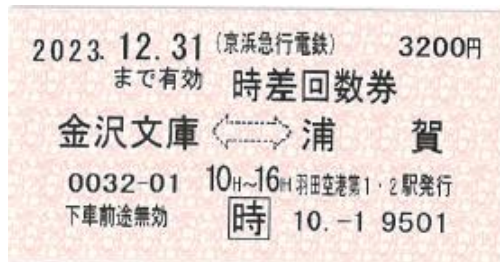 2023.12.31 (京浜急行電鉄) 3200円
まで有効 時差回数券
金沢文庫 ⇔ 浦賀
0032-01 10H~16H 羽田空港第1・2駅発行
下車前途無効 時 10.-1 9501